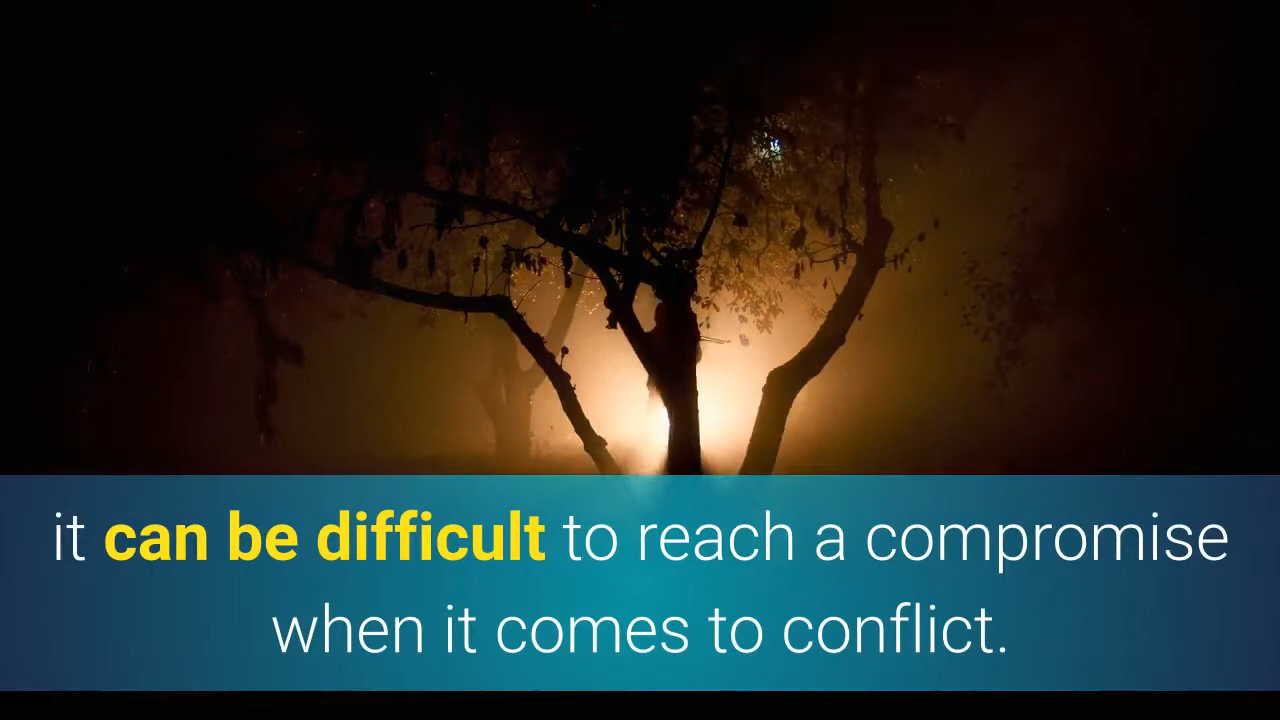 it can be difficult to reach a compromise
when it comes to conflict.